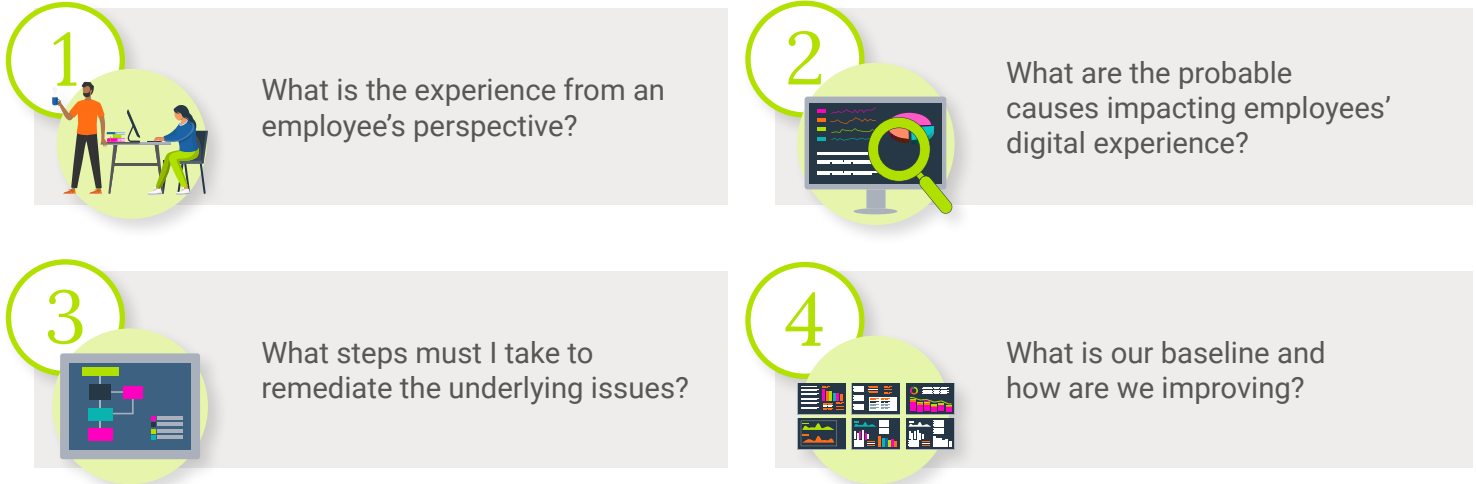 1
What is the experience from an
employee’s perspective?
2
What are the probable
causes impacting employees’
digital experience?
3
What steps must I take to
remediate the underlying issues?
4
What is our baseline and
how are we improving?